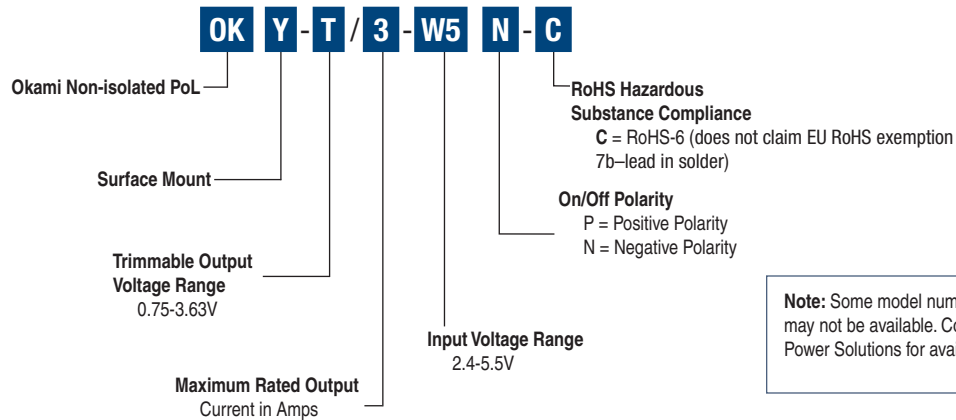 OK Y - T / 3 - W5 N - C
Okami Non-isolated PoL
RoHS Hazardous
Substance Compliance
C = RoHS-6 (does not claim EU RoHS exemption
7b–lead in solder)
Surface Mount
On/Off Polarity
P = Positive Polarity
N = Negative Polarity
Trimmable Output
Voltage Range
0.75-3.63V
Note: Some model num
may not be available. Co
Power Solutions for avai
Input Voltage Range
2.4-5.5V
Maximum Rated Output
Current in Amps